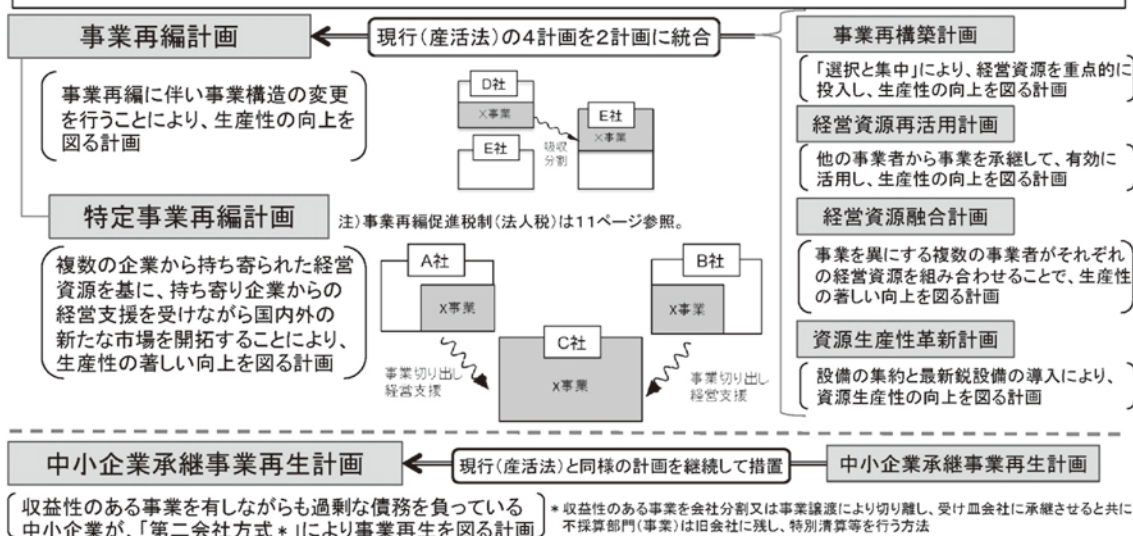 事業再編計画
現行(産活法)の4計画を2計画に統合
事業再構築計画
事業再編に伴い事業構造の変更
を行うことにより、生産性の向上を
図る計画
D社
X事業
E社
吸収
分割
E社
X事業
「選択と集中」により、経営資源を重点的に
投入し、生産性の向上を図る計画
経営資源再活用計画
他の事業者から事業を承継して、有効に
活用し、生産性の向上を図る計画
特定事業再編計画
注)事業再編促進税制(法人税)は11ページ参照。
経営資源融合計画
複数の企業から持ち寄られた経営
資源を基に、持ち寄り企業からの
経営支援を受けながら国内外の
新たな市場を開拓することにより、
生産性の著しい向上を図る計画
A社
X事業
B社
X事業
C社
X事業
事業切り出し
経営支援
事業切り出し
経営支援
事業を異にする複数の事業者がそれぞれ
の経営資源を組み合わせることで、生産性
の著しい向上を図る計画
資源生産性革新計画
設備の集約と最新鋭設備の導入により、
資源生産性の向上を図る計画
中小企業承継事業再生計画
現行(産活法)と同様の計画を継続して措置
中小企業承継事業再生計画
収益性のある事業を有しながらも過剰な債務を負っている
中小企業が、「第二会社方式*」により事業再生を図る計画
*収益性のある事業を会社分割又は事業譲渡により切り離し、受け皿会社に承継させると共に
不採算部門(事業)は旧会社に残し、特別清算等を行う方法